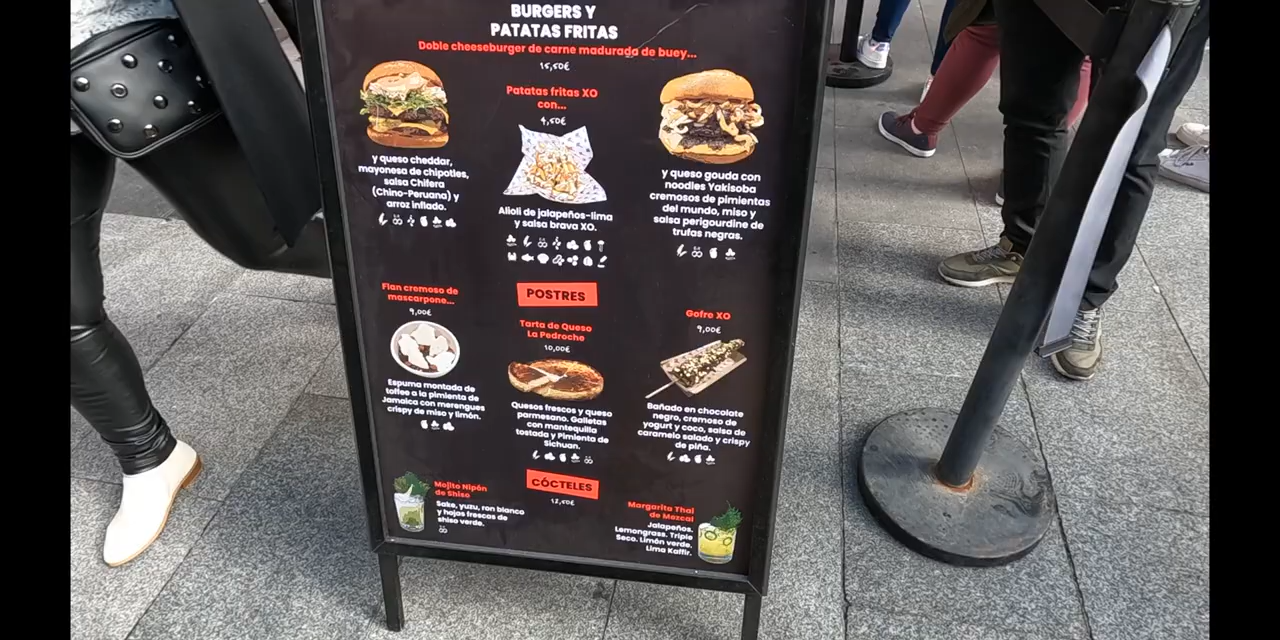 BURGERS Y
PATATAS FRITAS
Doble cheeseburger de carne madurada de buey...
15,50€
y queso cheddar,
mayonesa de chipotles,
salsa Chifera
(Chino-Peruana) y
arroz inflado.
Patatas fritas XO
con...
4,50€
Alioli de jalapeños-lima
y salsa brava XO.
y queso gouda con
noodles Yakisoba
cremosos de pimientas
del mundo, miso y
salsa perigourdine de
trufas negras.
POSTRES
Flan cremoso de
mascarpone...
9,00€
Espuma montada de
toffee a la pimienta de
Jamaica con merengues
crispy de miso y limón.
Tarta de Queso
La Pedroche
10,00€
Quesos frescos y queso
parmesano. Galletas
con mantequilla
tostada y Pimienta de
Sichuan.
Gofre XO
9,00€
Bañado en chocolate
negro, cremoso de
yogurt y coco, salsa de
caramelo salado y crispy
de piña.
CÓCTELES
12,50€
Mojito Nipón
de Shiso
Sake, yuzu, ron blanco
y hojas frescas de
shiso verde.
Margarita Thai
de Mezcal
Jalapeños.
Lemongrass. Triple
Seco. Limón verde.
Lima Kaffir.